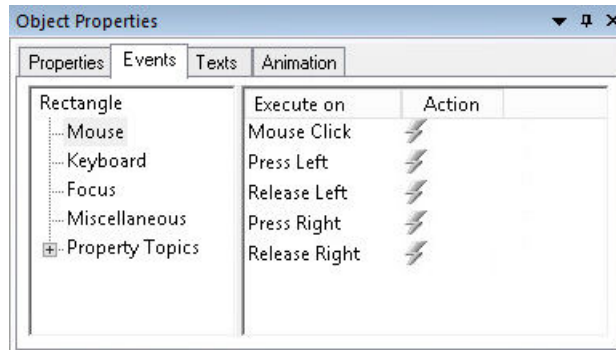 Object Properties
Properties Events Texts Animation
Rectangle
Mouse
Keyboard
Focus
Miscellaneous
Property Topics
Execute on Action
Mouse Click
Press Left
Release Left
Press Right
Release Right